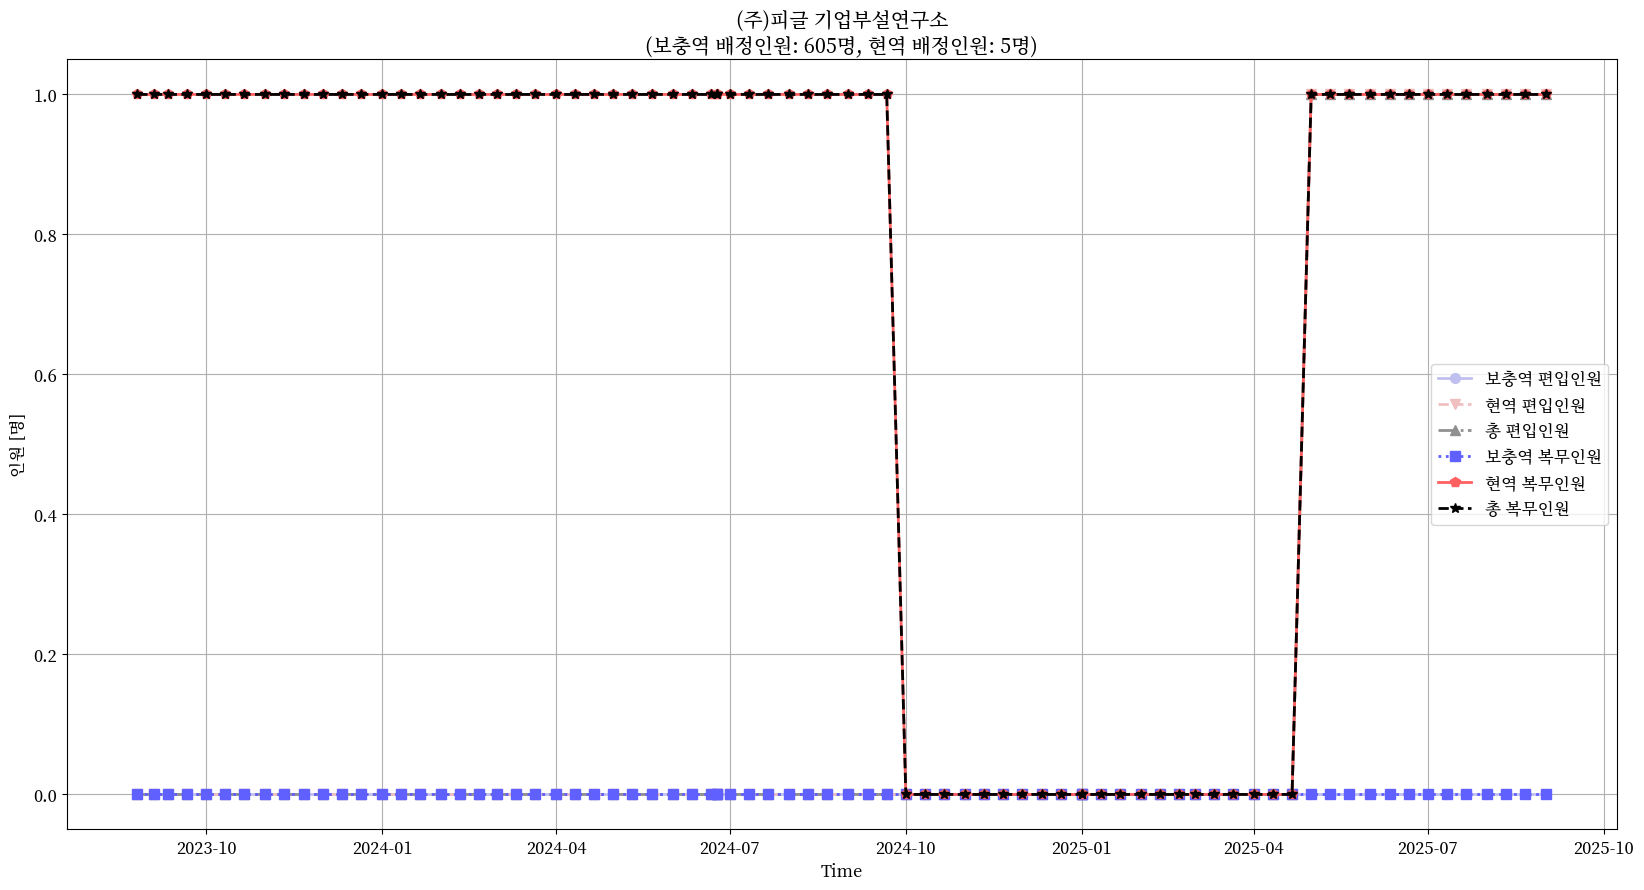 (주)피글 기업부설연구소
(보충역 배정인원: 605명, 현역 배정인원: 5명)
1.0
0.8
0.6
0.4
0.2
0.0
인원 [명]
보충역 편입인원
현역 편입인원
총 편입인원
보충역 복무인원
현역 복무인원
총 복무인원
2023-10
2024-01
2024-04
2024-07
2024-10
2025-01
2025-04
2025-07
2025-10
Time